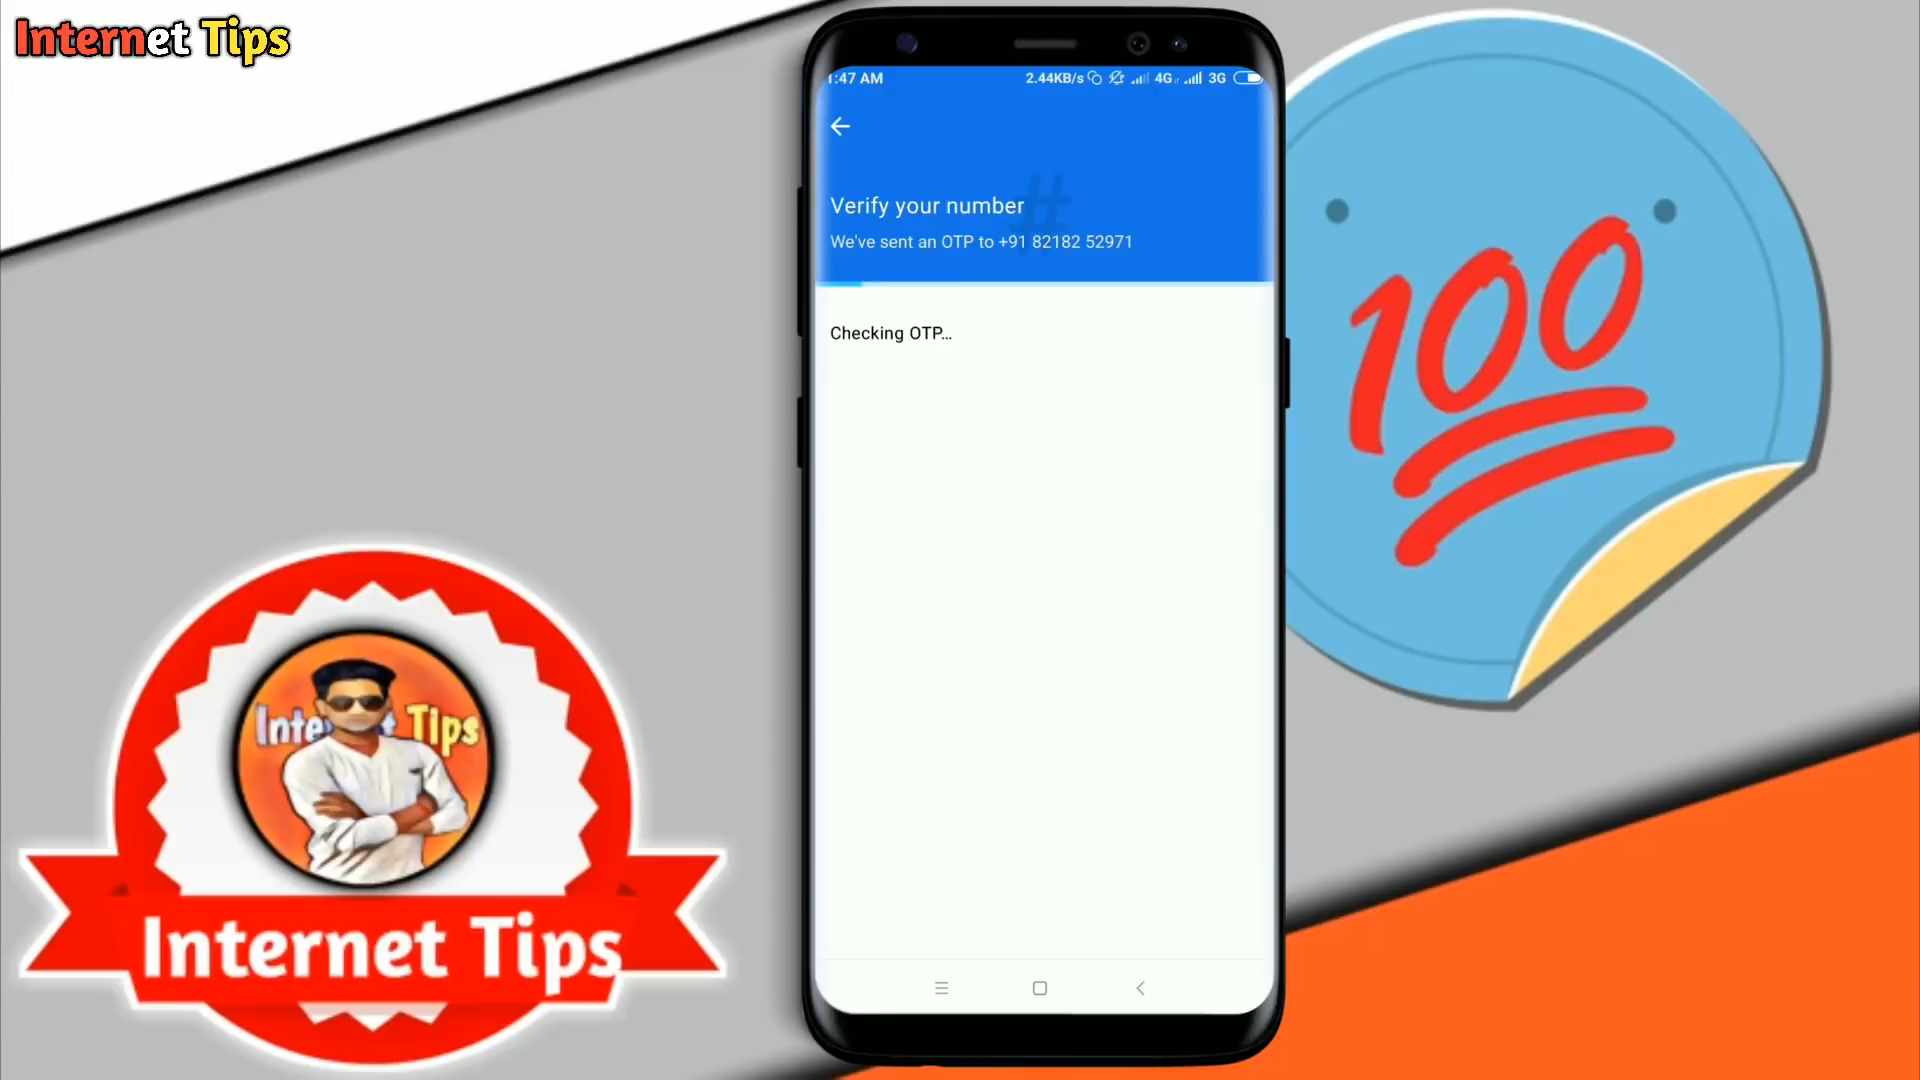 Internet Tips
1:47 AM
2.44KB/s 4G 3G
#
Verify your number
We've sent an OTP to +91 82182 52971
Checking OTP...
100
Internet Tips
Internet Tips